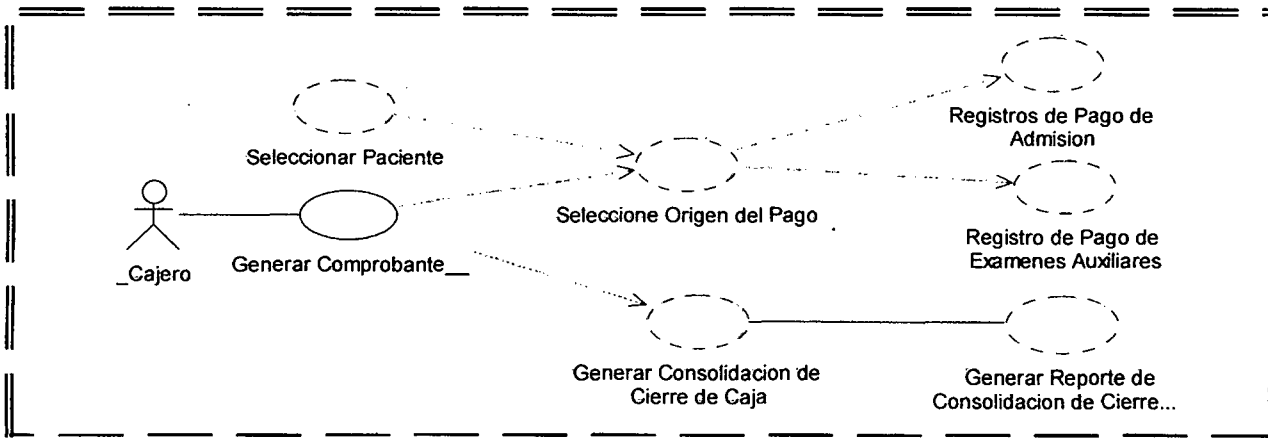 Registros de Pago de
Admision
Seleccionar Paciente
Seleccione Origen del Pago
Registro de Pago de
Examenes Auxiliares
_Cajero
Generar Comprobante__
Generar Consolidacion de
Cierre de Caja
Generar Reporte de
Consolidacion de Cierre...